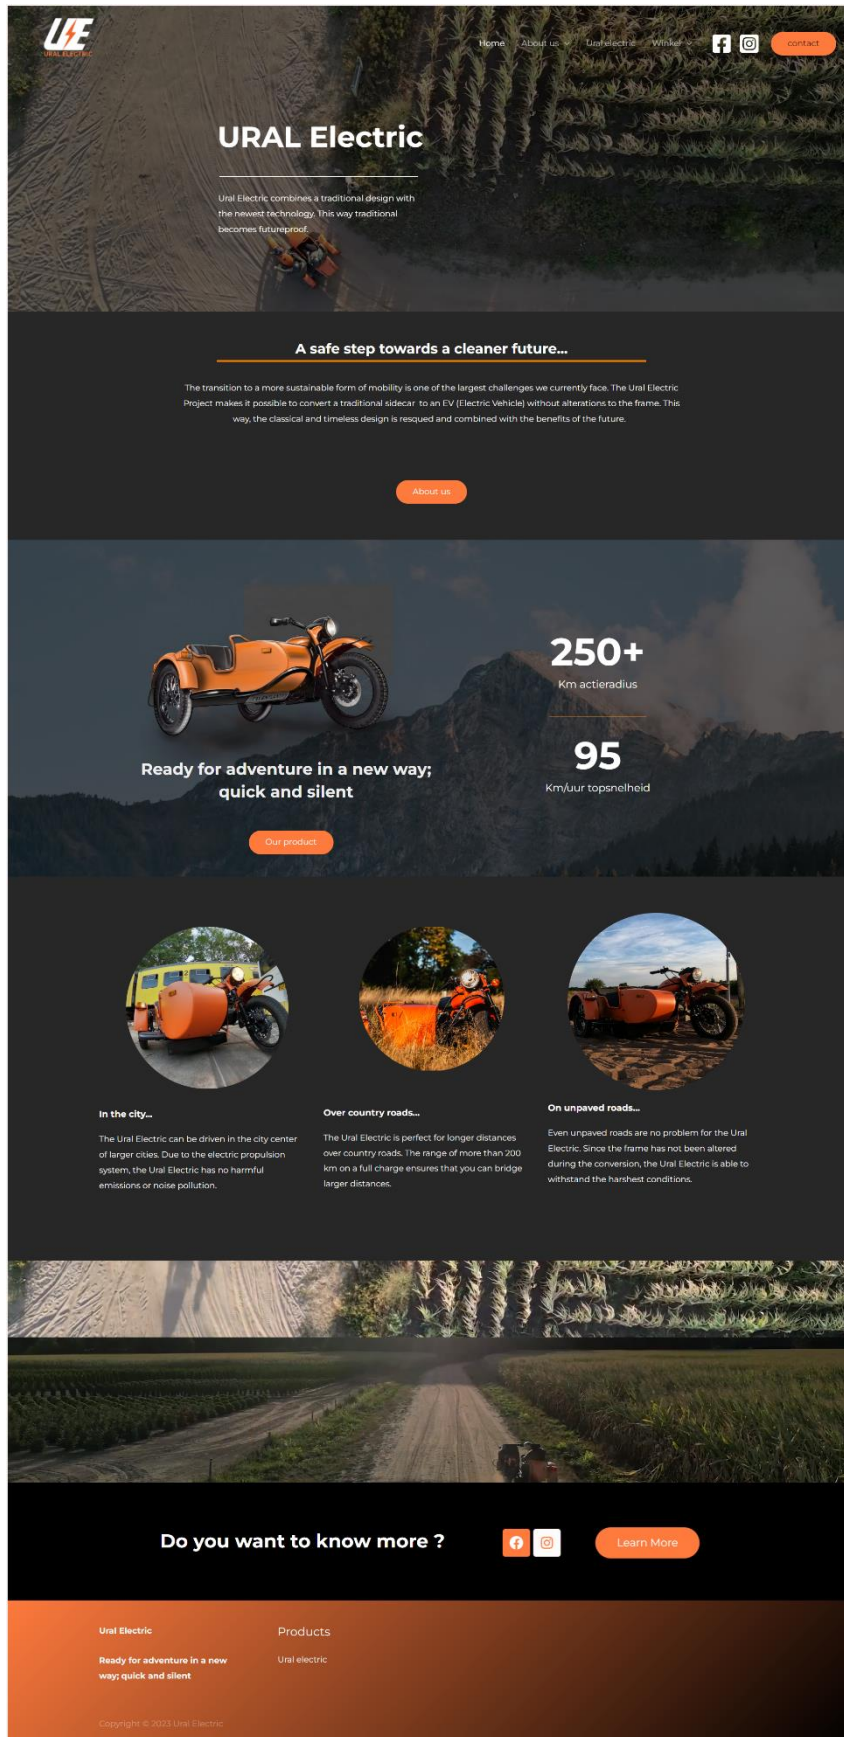 UE
URAL ELECTRIC
Home About us Ural electric Winkel contact
URAL Electric
Ural Electric combines a traditional design with
the newest technology. This way traditional
becomes futureproof.
A safe step towards a cleaner future...
The transition to a more sustainable form of mobility is one of the largest challenges we currently face. The Ural Electric
Project makes it possible to convert a traditional sidecar to an EV (Electric Vehicle) without alterations to the frame. This
way, the classical and timeless design is resqued and combined with the benefits of the future.
About us
250+
Km actieradius
95
Km/uur topsnelheid
Ready for adventure in a new way;
quick and silent
Our product
In the city...
The Ural Electric can be driven in the city center
of larger cities. Due to the electric propulsion
system, the Ural Electric has no harmful
emissions or noise pollution.
Over country roads...
The Ural Electric is perfect for longer distances
over country roads. The range of more than 200
km on a full charge ensures that you can bridge
larger distances.
On unpaved roads...
Even unpaved roads are no problem for the Ural
Electric. Since the frame has not been altered
during the conversion, the Ural Electric is able to
withstand the harshest conditions.
Do you want to know more ?
Learn More
Ural Electric
Ready for adventure in a new
way; quick and silent
Products
Ural electric
Copyright © 2023 Ural Electric